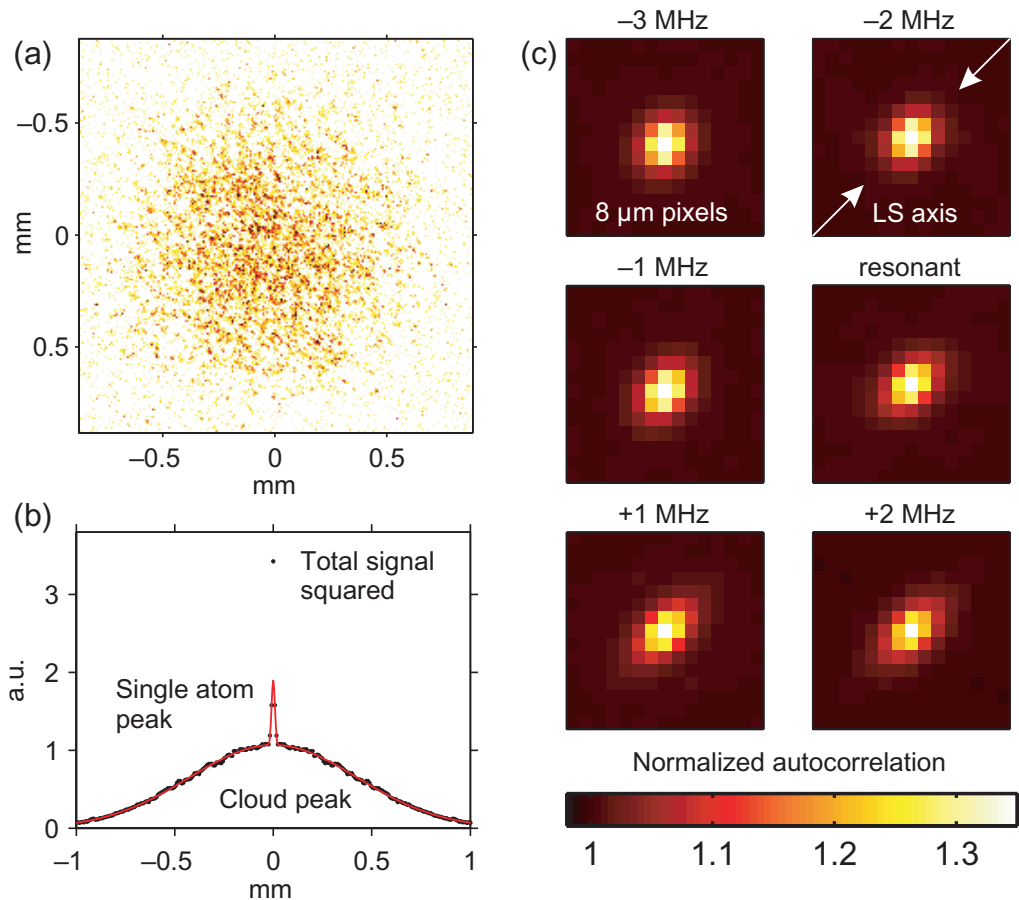 (a)
mm
–0.5
0
0.5
–0.5
0
0.5
mm
(b)
a.u.
3
2
1
0
Total signal
squared
Single atom
peak
Cloud peak
–1
–0.5
0
0.5
1
mm
(c)
–3 MHz
–2 MHz
8 µm pixels
LS axis
–1 MHz
resonant
+1 MHz
+2 MHz
Normalized autocorrelation
1
1.1
1.2
1.3